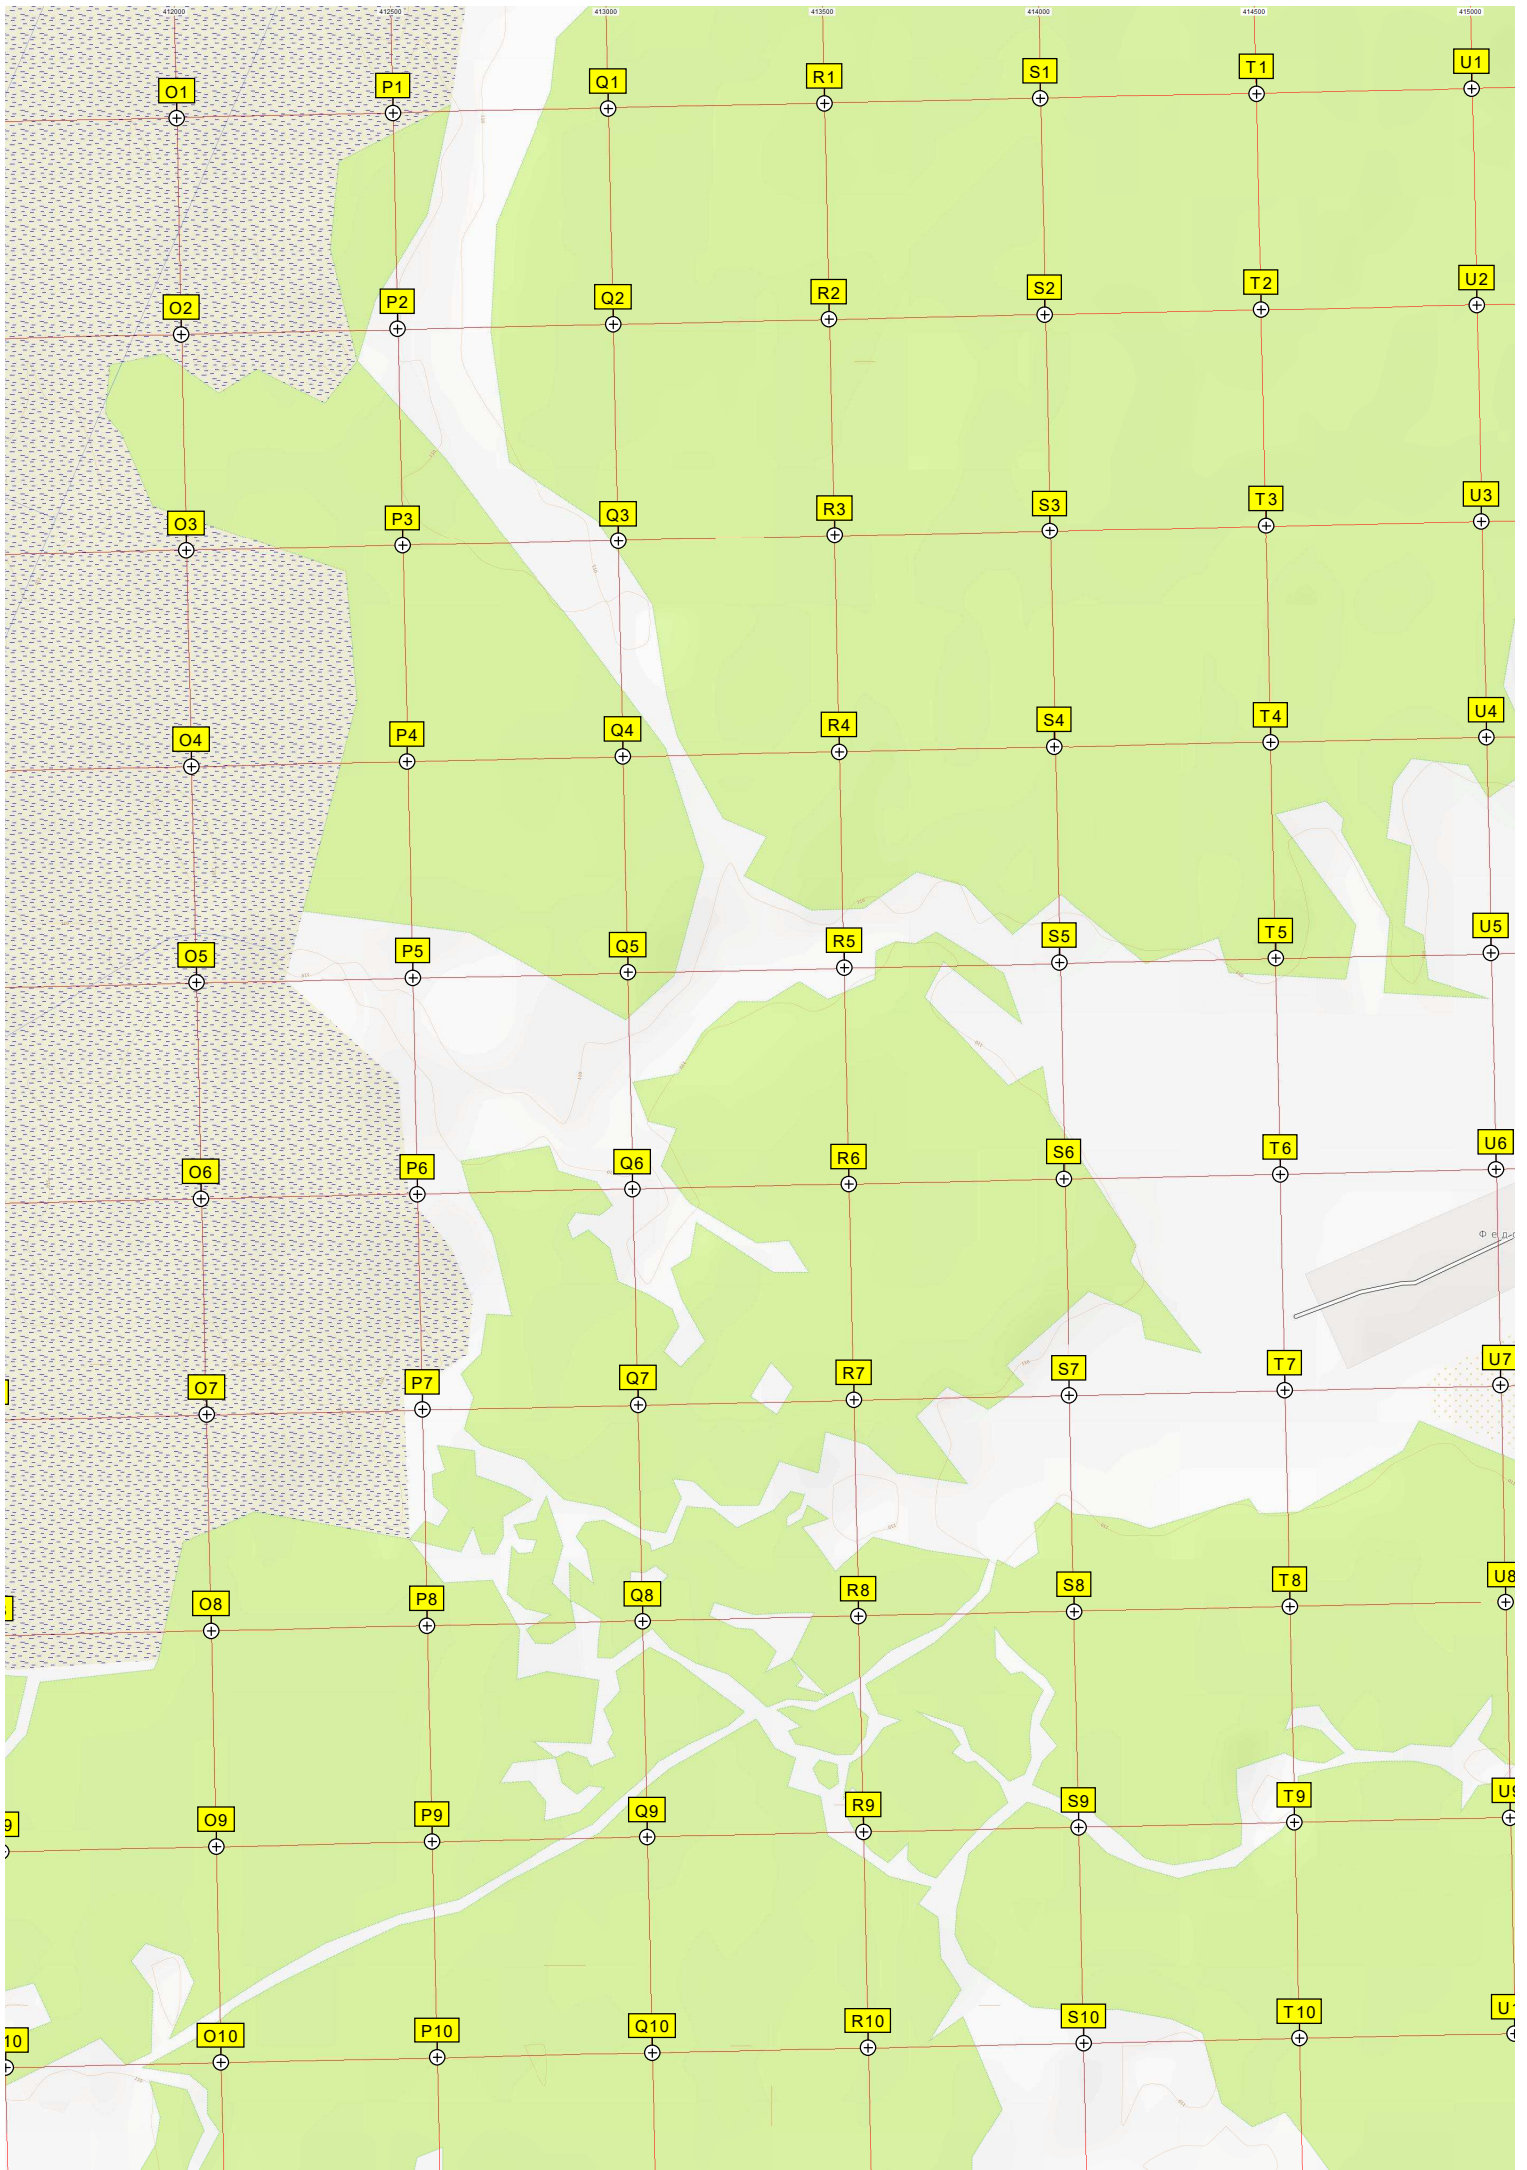 412000 412500 413000 413500 414000 414500 415000
O1 P1 Q1 R1 S1 T1 U1
O2 P2 Q2 R2 S2 T2 U2
O3 P3 Q3 R3 S3 T3 U3
O4 P4 Q4 R4 S4 T4 U4
O5 P5 Q5 R5 S5 T5 U5
O6 P6 Q6 R6 S6 T6 U6
Фед
O7 P7 Q7 R7 S7 T7 U7
O8 P8 Q8 R8 S8 T8 U8
9 O9 P9 Q9 R9 S9 T9 U9
10 O10 P10 Q10 R10 S10 T10 U1